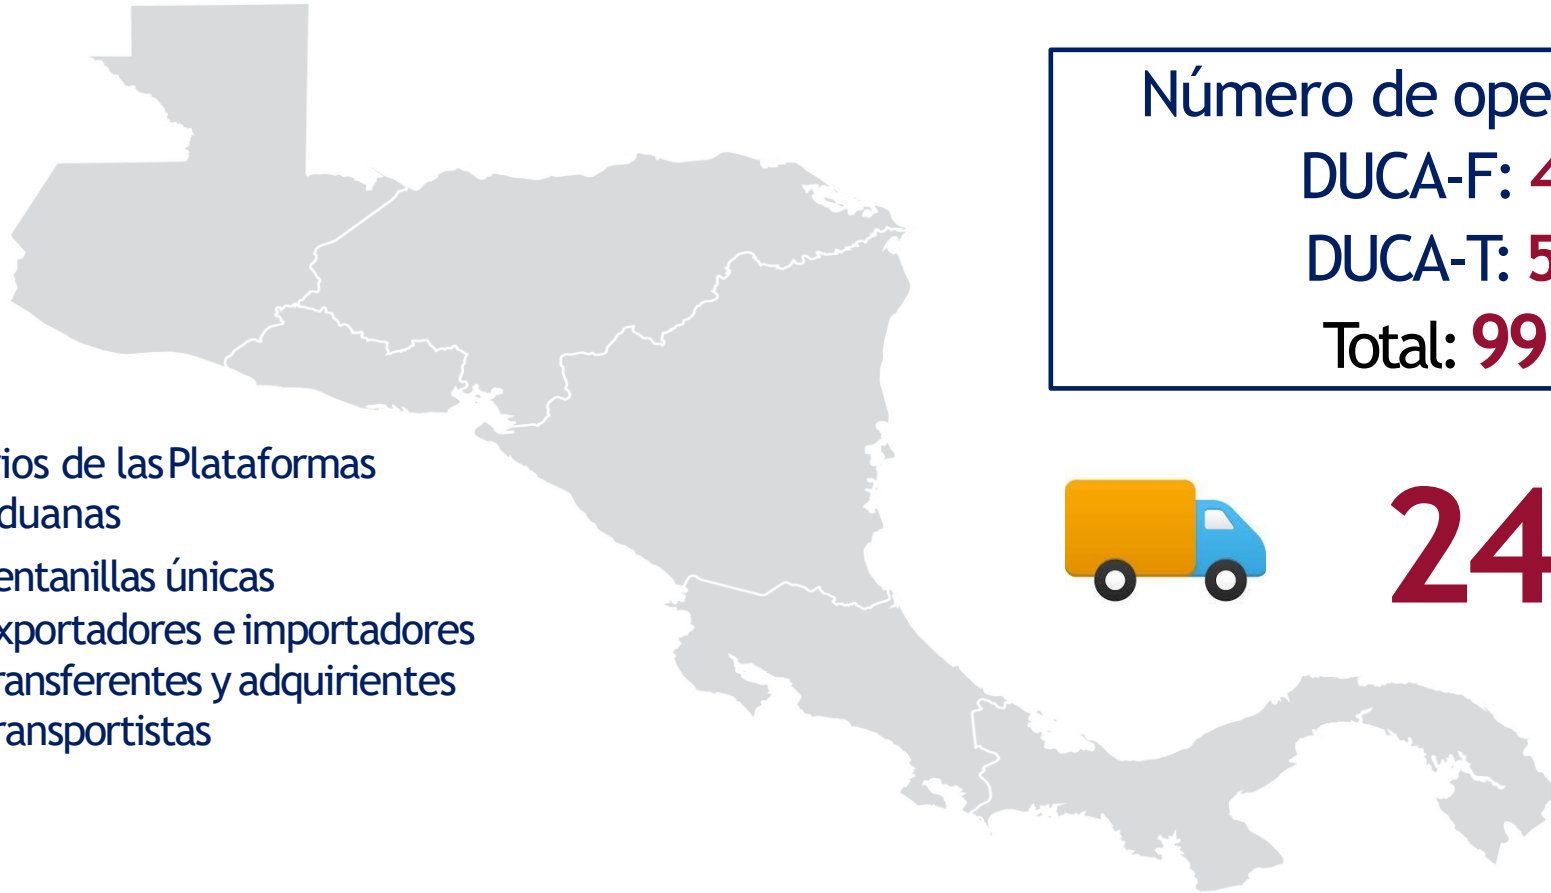 Número de ope
DUCA-F: 4
DUCA-T: 5
Total: 99
24
ios de las Plataformas
duanas
entanillas únicas
xportadores e importadores
ransferentes y adquirientes
ransportistas